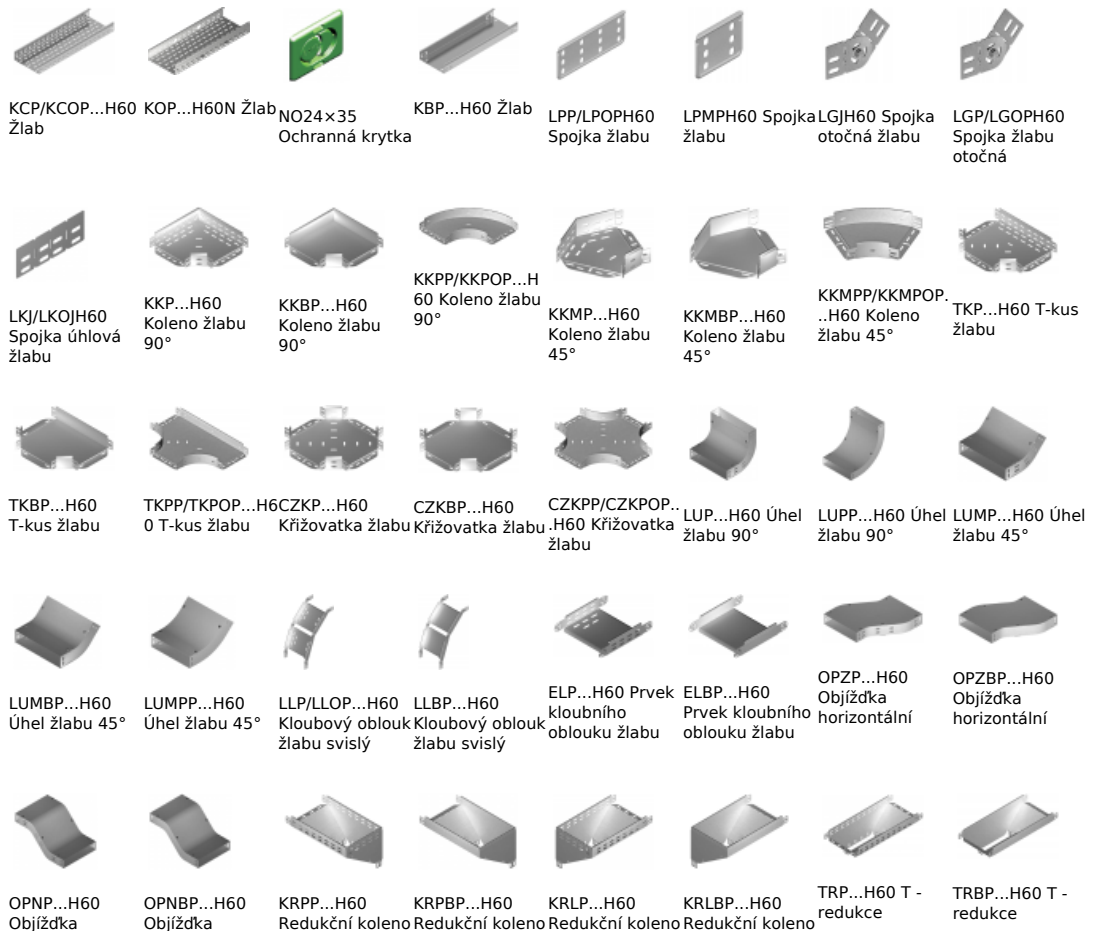 KCP/KCOP...H60
Žlab
KOP...H60N Žlab
NO24×35
Ochranná krytka
KBP...H60 Žlab
LPP/LPOPH60
Spojka žlabu
LPMPH60 Spojka
žlabu
LGJH60 Spojka
otočná žlabu
LGP/LGOPH60
Spojka žlabu
otočná
LKJ/LKOJH60
Spojka úhlová
žlabu
KKP...H60
Koleno žlabu
90°
KKBP...H60
Koleno žlabu
90°
KKPP/KKPOP...H
60 Koleno žlabu
90°
KKMP...H60
Koleno žlabu
45°
KKMBP...H60
Koleno žlabu
45°
KKMPP/KKMPOP.
..H60 Koleno
žlabu 45°
TKP...H60 T-kus
žlabu
TKBP...H60
T-kus žlabu
TKPP/TKPOP...H6
0 T-kus žlabu
CZKP...H60
Křižovatka žlabu
CZKBP...H60
Křižovatka žlabu
CZKPP/CZKPOP..
.H60 Křižovatka
žlabu
LUP...H60 Úhel
žlabu 90°
LUPP...H60 Úhel
žlabu 90°
LUMP...H60 Úhel
žlabu 45°
LUMBP...H60
Úhel žlabu 45°
LUMPP...H60
Úhel žlabu 45°
LLP/LLOP...H60
Kloubový oblouk
žlabu svislý
LLBP...H60
Kloubový oblouk
žlabu svislý
ELP...H60 Prvek
kloubního
oblouku žlabu
ELBP...H60
Prvek kloubního
oblouku žlabu
OPZP...H60
Objížďka
horizontální
OPZBP...H60
Objížďka
horizontální
OPNP...H60
Objížďka
OPNBP...H60
Objížďka
KRPP...H60
Redukční koleno
KRPBP...H60
Redukční koleno
KRLP...H60
Redukční koleno
KRLBP...H60
Redukční koleno
TRP...H60 T -
redukce
TRBP...H60 T -
redukce